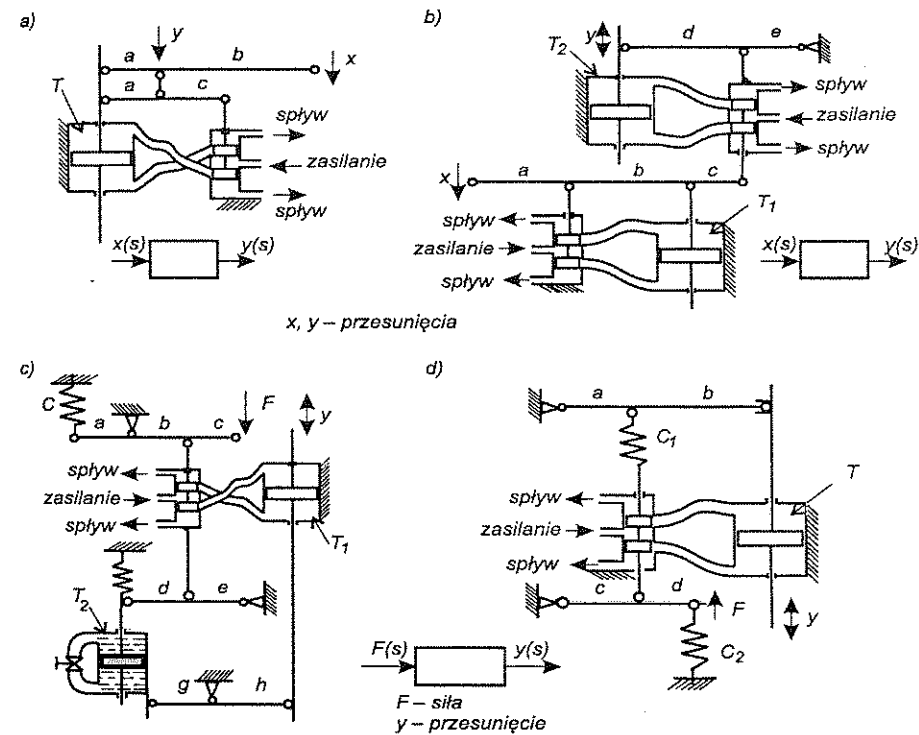 a)
y
a b
x
a c
T
spływ
zasilanie
spływ
x(s) y(s)
b)
y
T2
d e
spływ
zasilanie
spływ
x
a b c
T1
spływ
zasilanie
spływ
x(s) y(s)
x, y – przesunięcia
c)
C
a b c
F
y
spływ
zasilanie
spływ
T1
T2
d e
g h
d)
a b
C1
T
spływ
zasilanie
spływ
c d
F
y
C2
F(s) y(s)
F – siła
y – przesunięcie